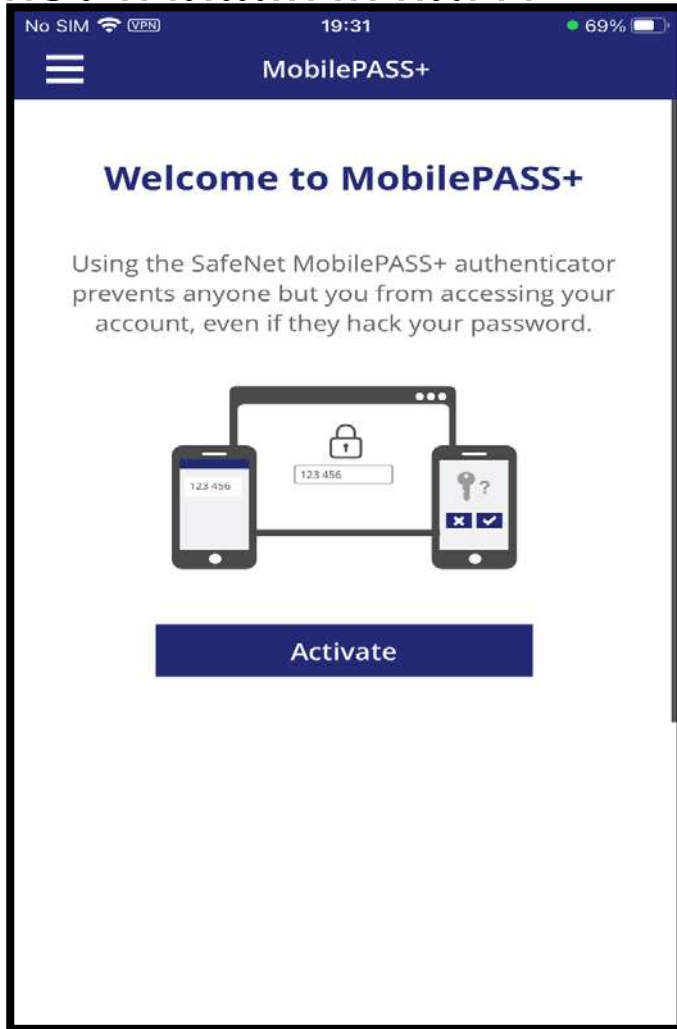 No SIM VPN 19:31 69%
MobilePASS+
Welcome to MobilePASS+
Using the SafeNet MobilePASS+ authenticator
prevents anyone but you from accessing your
account, even if they hack your password.
123 456
123 456
?
Activate